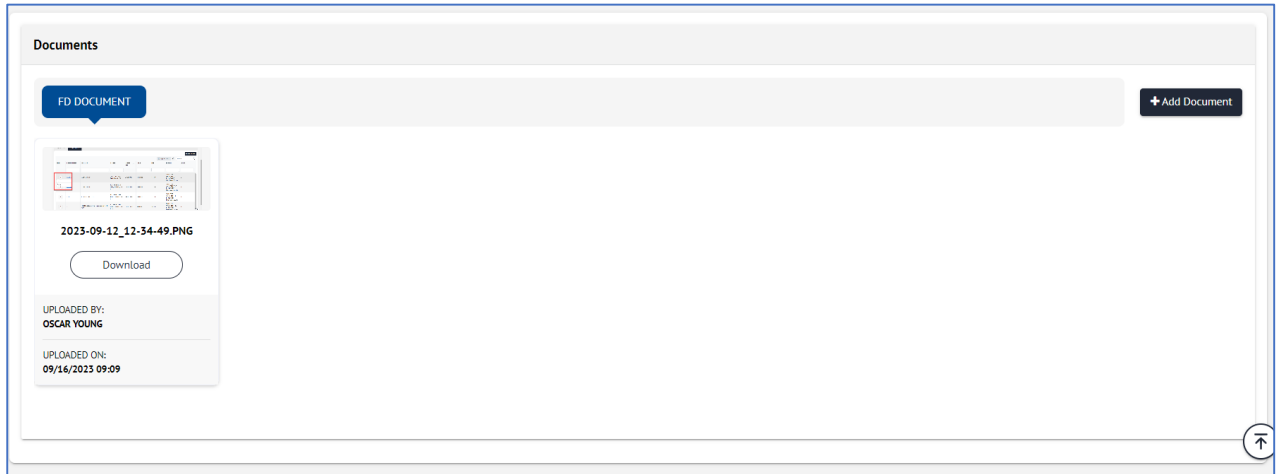 Documents
FD DOCUMENT
+ Add Document
2023-09-12_12-34-49.PNG
Download
UPLOADED BY:
OSCAR YOUNG
UPLOADED ON:
09/16/2023 09:09